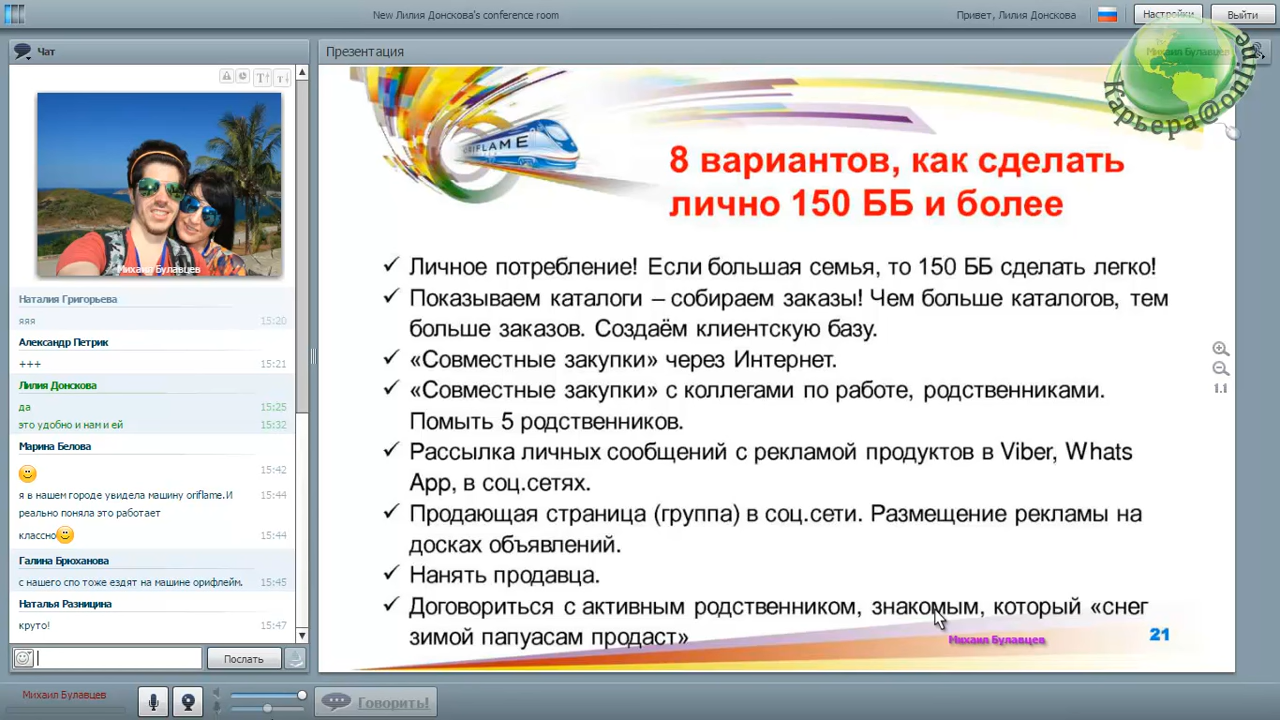 New Лилия Донскова's conference room
Привет, Лилия Донскова
Настройки
Выйти
Чат
Михаил Булавцев
Наталия Григорьева
яяя 15:20
Александр Петрик
+++ 15:21
Лилия Донскова
да 15:25
это удобно и нам и ей 15:32
Марина Белова
15:42
я в нашем городе увидела машину oriflame.И 15:44
реально поняла это работает
классно 15:44
Галина Брюханова
с нашего спо тоже ездят на машине орифлейм. 15:45
Наталья Разницина
круто! 15:47
Послать
Михаил Булавцев
Говорить!
Презентация
Михаил Булавцев
Карьера@online
ORIFLAME
8 вариантов, как сделать
лично 150 ББ и более
✓ Личное потребление! Если большая семья, то 150 ББ сделать легко!
✓ Показываем каталоги – собираем заказы! Чем больше каталогов, тем
больше заказов. Создаём клиентскую базу.
✓ «Совместные закупки» через Интернет.
✓ «Совместные закупки» с коллегами по работе, родственниками.
Помыть 5 родственников.
✓ Рассылка личных сообщений с рекламой продуктов в Viber, Whats
App, в соц.сетях.
✓ Продающая страница (группа) в соц.сети. Размещение рекламы на
досках объявлений.
✓ Нанять продавца.
✓ Договориться с активным родственником, знакомым, который «снег
зимой папуасам продаст»
Михаил Булавцев
21
1.1